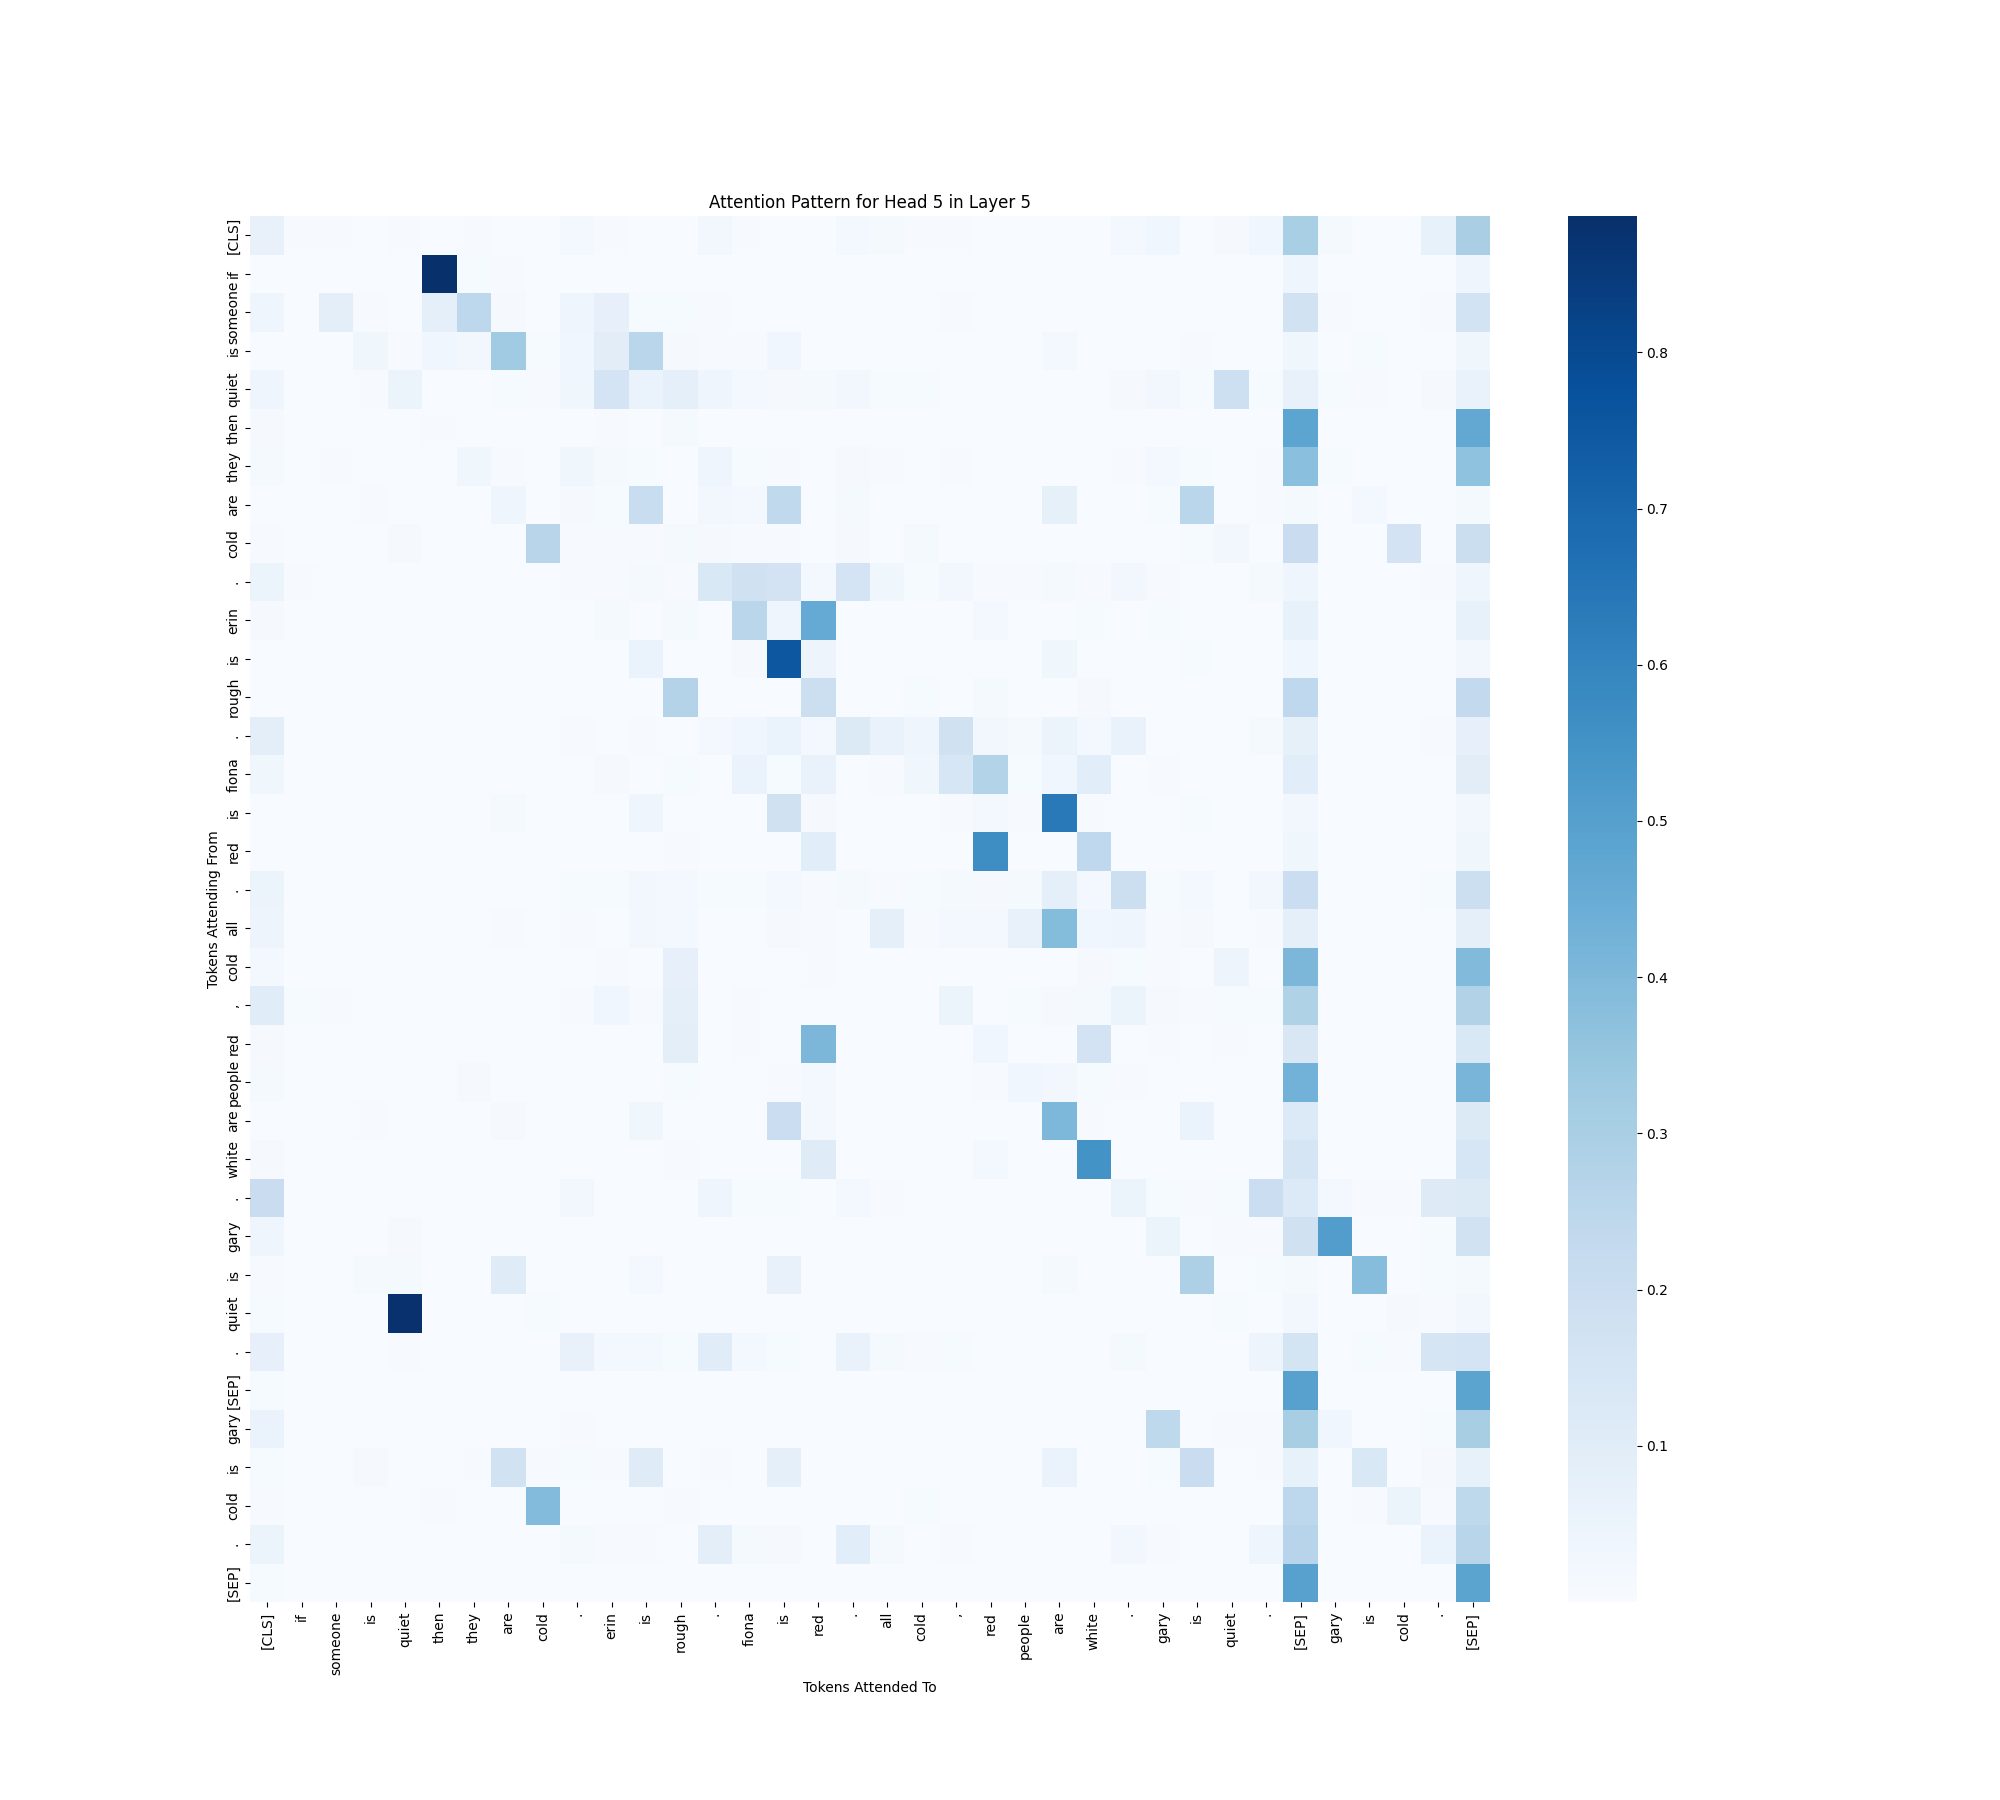 Attention Pattern for Head 5 in Layer 5
Tokens Attending From
[CLS]
if
someone
is
quiet
then
they
are
cold
.
erin
is
rough
.
fiona
is
red
.
all
cold
,
red
people
are
white
.
gary
is
quiet
.
[SEP]
gary
is
cold
.
[SEP]
[CLS] if someone is quiet then they are cold . erin is rough . fiona is red . all cold , red people are white . gary is quiet . [SEP] gary is cold . [SEP]
Tokens Attended To
0.8
0.7
0.6
0.5
0.4
0.3
0.2
0.1